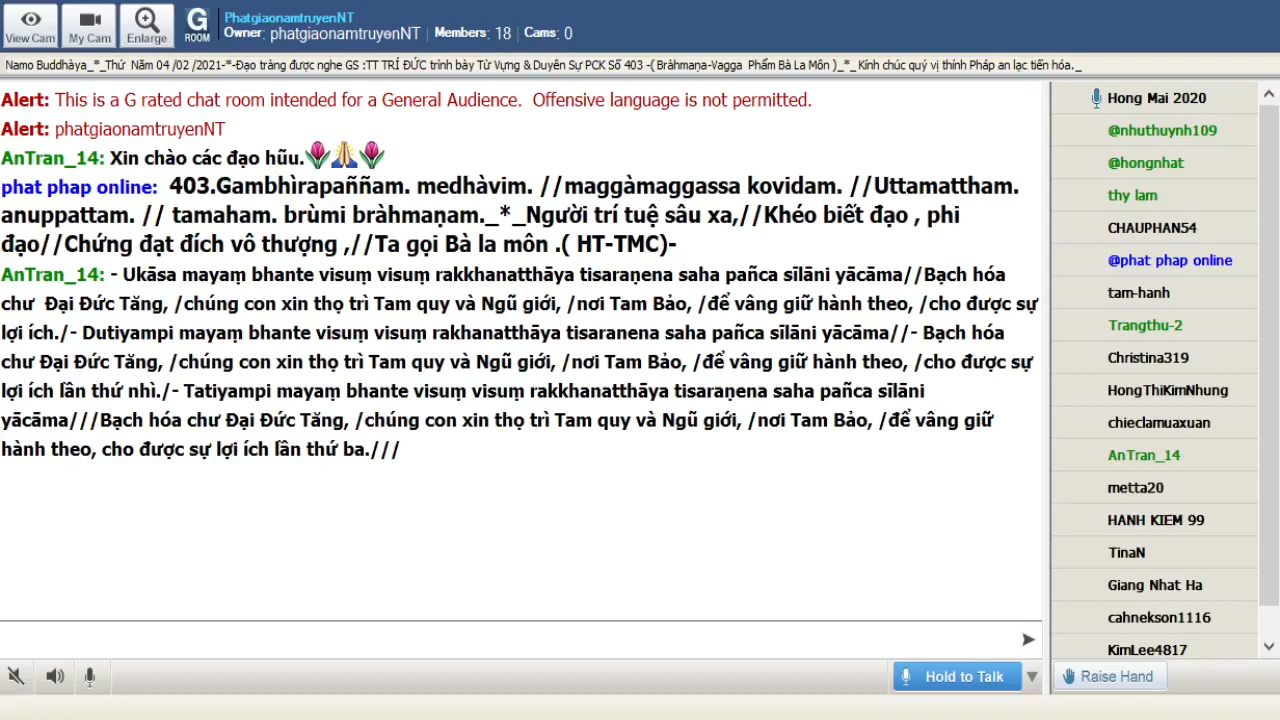 View Cam
My Cam
Enlarge
G
ROOM
PhatgiaonamtruyenNT
Owner: phatgiaonamtruyenNT | Members: 18 | Cams: 0
Namo Buddhàya_*_Thứ Năm 04 /02 /2021-*-Đạo tràng được nghe GS :TT TRÍ ĐỨC trình bày Từ Vựng & Duyên Sự PCK Số 403 -( Bràhmaṇa-Vagga Phẩm Bà La Môn )_*_ Kính chúc quý vị thính Pháp an lạc tiến hóa._
Alert: This is a G rated chat room intended for a General Audience. Offensive language is not permitted.
Alert: phatgiaonamtruyenNT
AnTran_14: Xin chào các đạo hữu.🌷🙏🌷
phat phap online: 403.Gambhìrapaññam. medhàvim. //maggàmaggassa kovidam. //Uttamattham.
anuppattam. // tamaham. brùmi bràhmaṇam._*_Người trí tuệ sâu xa,//Khéo biết đạo , phi
đạo//Chứng đạt đích vô thượng ,//Ta gọi Bà la môn .( HT-TMC)-
AnTran_14: - Ukāsa mayaṃ bhante visuṃ visuṃ rakkhanatthāya tisaraṇena saha pañca sīlāni yācāma//Bạch hóa
chư Đại Đức Tăng, /chúng con xin thọ trì Tam quy và Ngũ giới, /nơi Tam Bảo, /để vâng giữ hành theo, /cho được sự
lợi ích./- Dutiyampi mayaṃ bhante visuṃ visuṃ rakhanatthāya tisaranena saha pañca sīlāni yācāma//- Bạch hóa
chư Đại Đức Tăng, /chúng con xin thọ trì Tam quy và Ngũ giới, /nơi Tam Bảo, /để vâng giữ hành theo, /cho được sự
lợi ích lần thứ nhì./- Tatiyampi mayaṃ bhante visuṃ visuṃ rakkhanatthāya tisaraṇena saha pañca sīlāni
yācāma///Bạch hóa chư Đại Đức Tăng, /chúng con xin thọ trì Tam quy và Ngũ giới, /nơi Tam Bảo, /để vâng giữ
hành theo, cho được sự lợi ích lần thứ ba.///
Hong Mai 2020
@nhuthuynh109
@hongnhat
thy lam
CHAUPHAN54
@phat phap online
tam-hanh
Trangthu-2
Christina319
HongThiKimNhung
chieclamuaxuan
AnTran_14
metta20
HANH KIEM 99
TinaN
Giang Nhat Ha
cahnekson1116
KimLee4817
Hold to Talk
Raise Hand